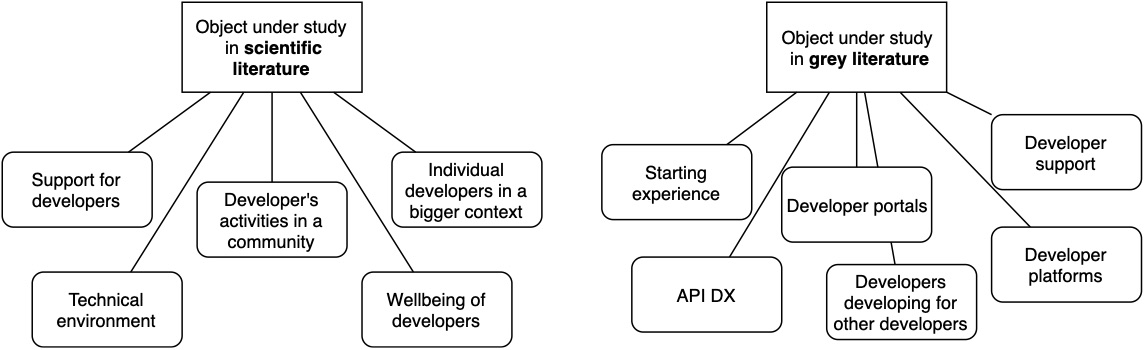 Object under study
in scientific
literature
Support for
developers
Technical
environment
Developer's
activities in a
community
Wellbeing of
developers
Individual
developers in a
bigger context
Object under study
in grey literature
Starting
experience
API DX
Developer portals
Developers
developing for
other developers
Developer
platforms
Developer
support